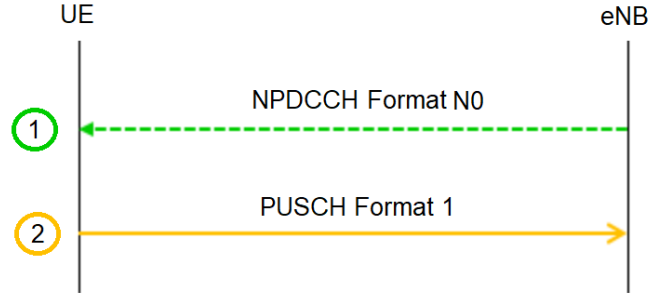 UE
eNB
NPDCCH Format N0
1
PUSCH Format 1
2